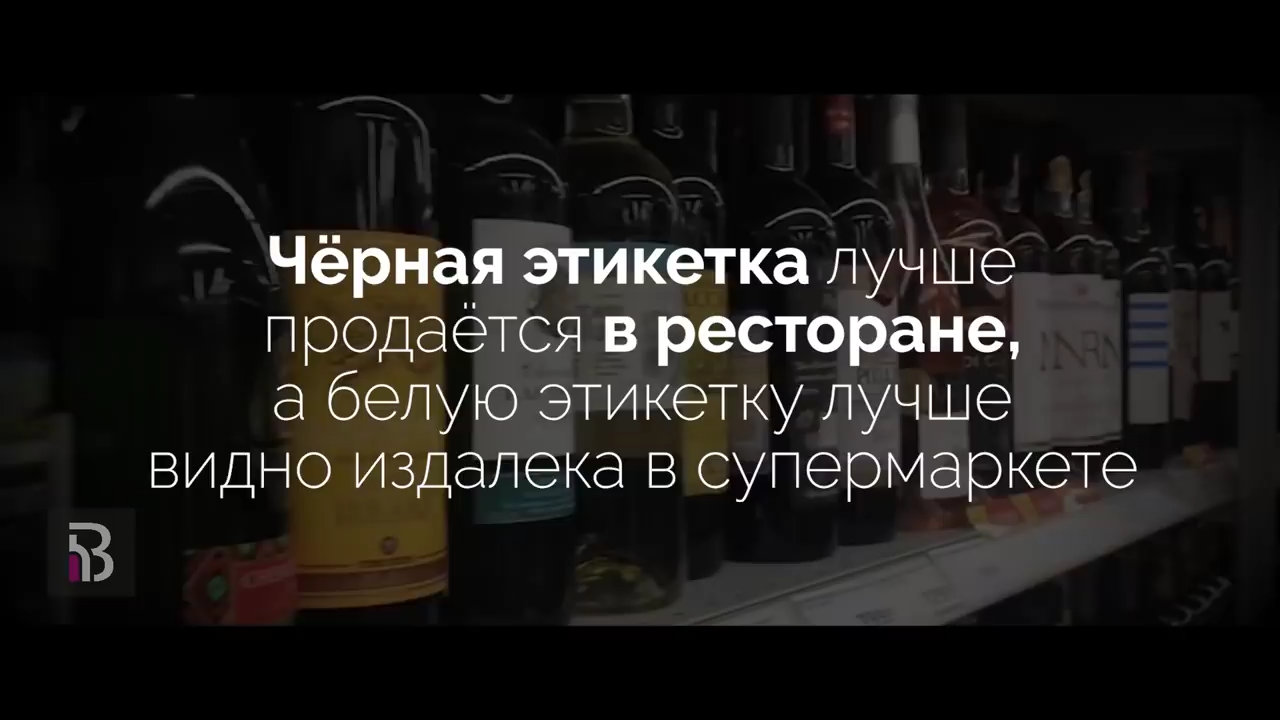 Чёрная этикетка лучше
продаётся в ресторане,
а белую этикетку лучше
видно издалека в супермаркете